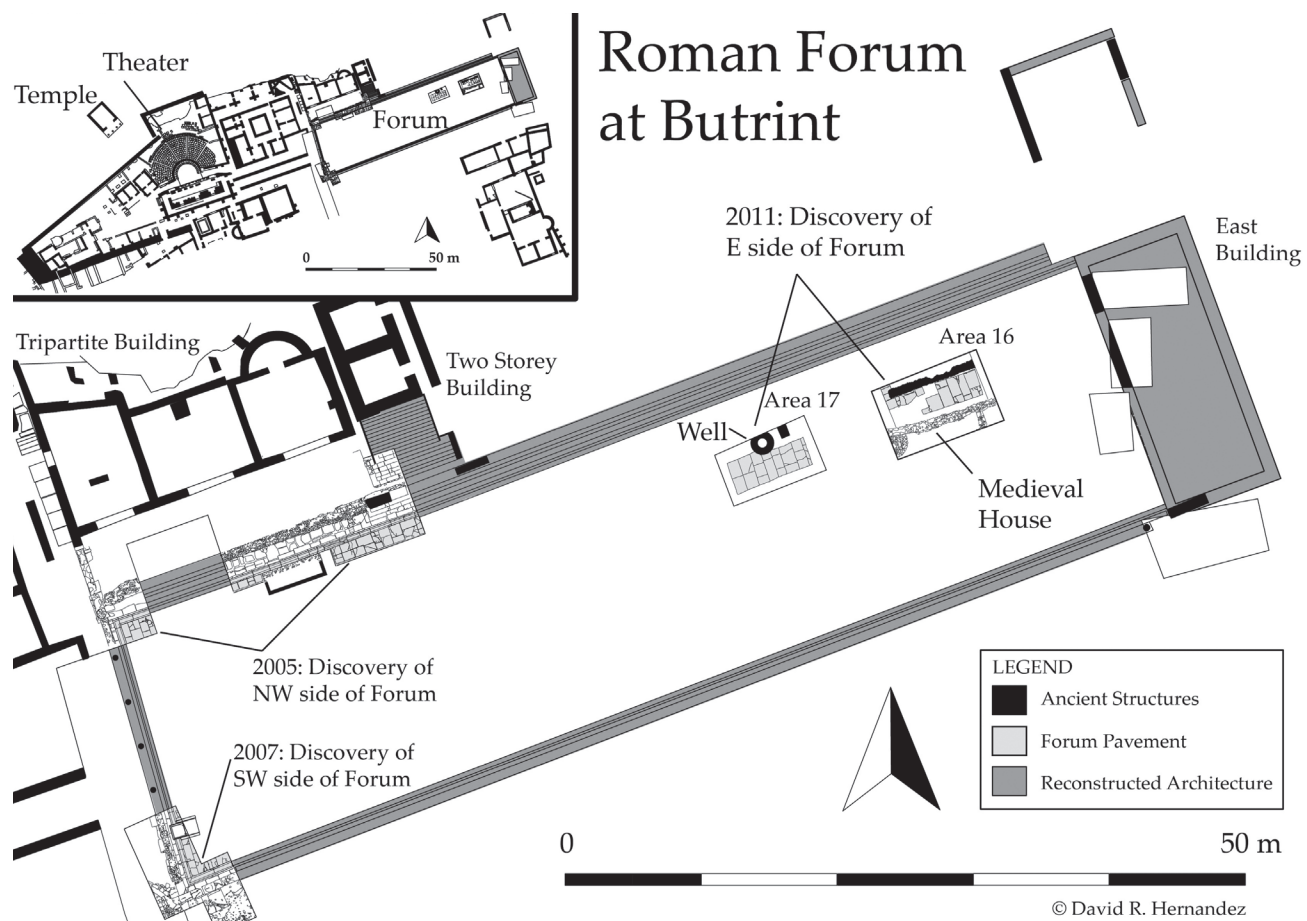 Roman Forum
at Butrint
Theater
Temple
Forum
0
50 m
2011: Discovery of
E side of Forum
East
Building
Tripartite Building
Two Storey
Building
Area 16
Area 17
Well
Medieval
House
2005: Discovery of
NW side of Forum
2007: Discovery of
SW side of Forum
LEGEND
Ancient Structures
Forum Pavement
Reconstructed Architecture
0
50 m
© David R. Hernandez